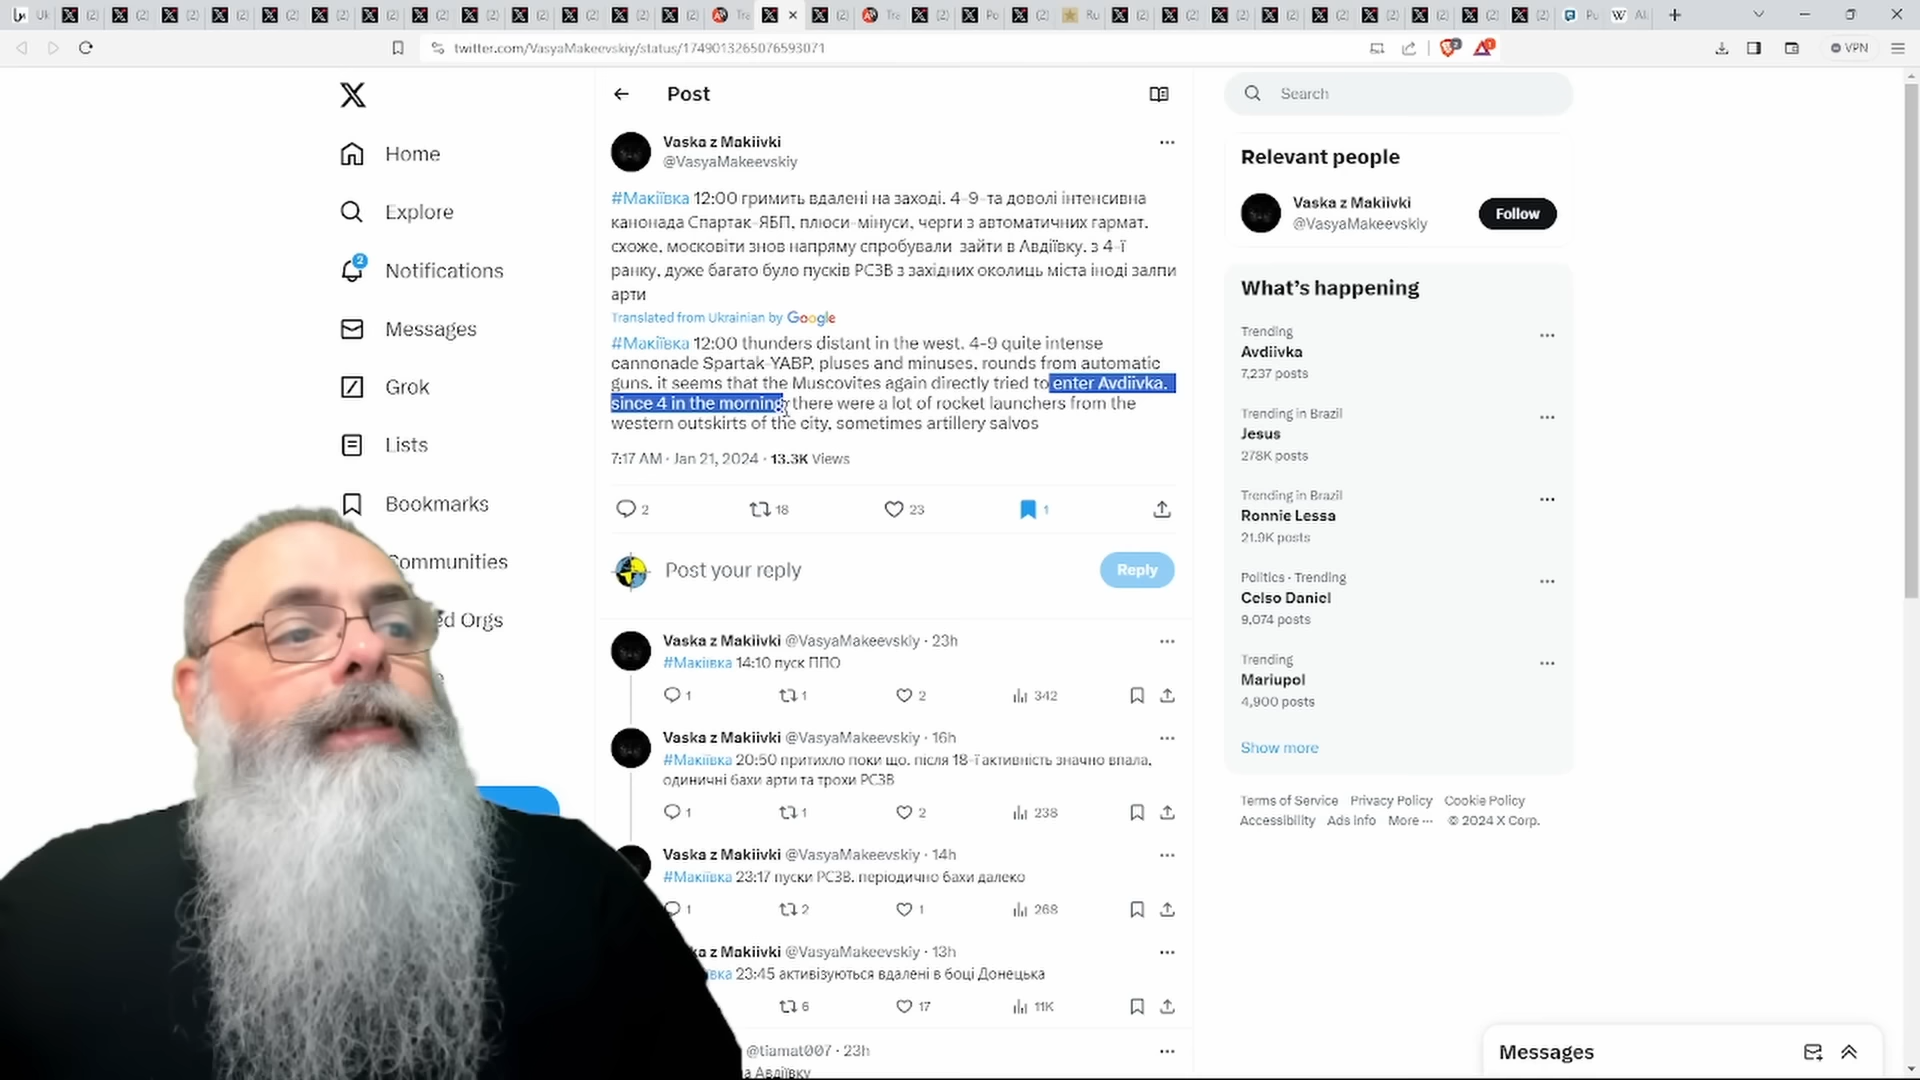 twitter.com/VasyaMakeevskiy/status/1749013265076593071
VPN
Home
Explore
2
Notifications
Messages
Grok
Lists
Bookmarks
Communities
Orgs
Post
Vaska z Makiivki
@VasyaMakeevskiy
#Макіївка 12:00 гримить вдалені на заході. 4-9-та доволі інтенсивна
канонада Спартак-ЯБП, плюси-мінуси, черги з автоматичних гармат.
схоже, московіти знов напряму спробували зайти в Авдіївку. з 4-ї
ранку, дуже багато було пусків РСЗВ з західних околиць міста іноді залпи
арти
Translated from Ukrainian by Google
#Макіївка 12:00 thunders distant in the west. 4-9 quite intense
cannonade Spartak-YABP, pluses and minuses, rounds from automatic
guns. it seems that the Muscovites again directly tried to enter Avdiivka.
since 4 in the morning, there were a lot of rocket launchers from the
western outskirts of the city, sometimes artillery salvos
7:17 AM · Jan 21, 2024 · 13.3K Views
2 18 23 1
Post your reply
Reply
Vaska z Makiivki @VasyaMakeevskiy · 23h
#Макіївка 14:10 пуск ППО
1 1 2 342
Vaska z Makiivki @VasyaMakeevskiy · 16h
#Макіївка 20:50 притихло поки що. після 18-ї активність значно впала,
одиничні бахи арти та трохи РСЗВ
1 1 2 238
Vaska z Makiivki @VasyaMakeevskiy · 14h
#Макіївка 23:17 пуски РСЗВ. періодично бахи далеко
1 2 1 268
z Makiivki @VasyaMakeevskiy · 13h
23:45 активізуються вдалені в боці Донецька
6 17 11K
@tiamat007 · 23h
Авдіївку
Search
Relevant people
Vaska z Makiivki
@VasyaMakeevskiy
Follow
What's happening
Trending
Avdiivka
7,237 posts
Trending in Brazil
Jesus
278K posts
Trending in Brazil
Ronnie Lessa
21.9K posts
Politics · Trending
Celso Daniel
9,074 posts
Trending
Mariupol
4,900 posts
Show more
Terms of Service Privacy Policy Cookie Policy
Accessibility Ads info More ··· © 2024 X Corp.
Messages